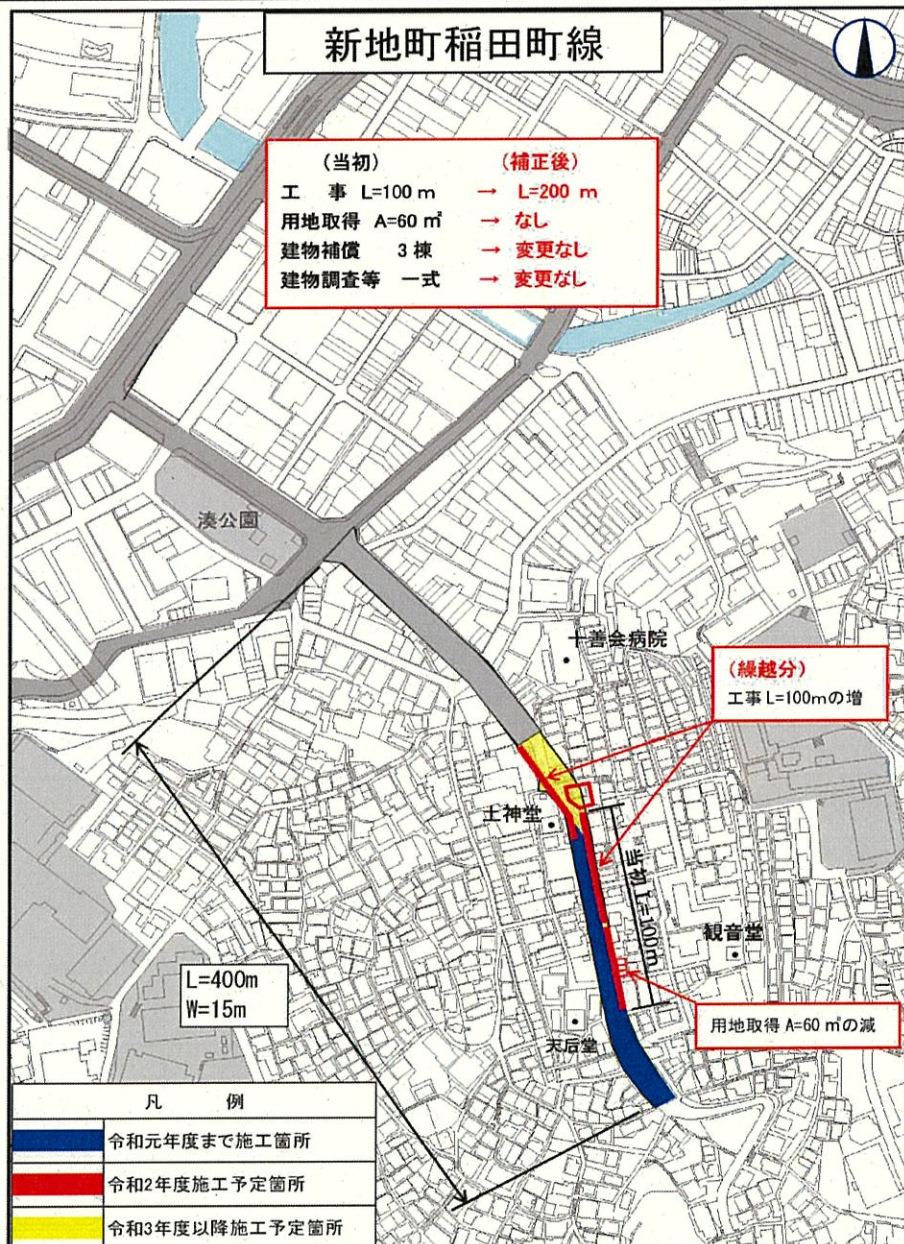 新地町稲田町線
(当初) (補正後)
工 事 L=100 m → L=200 m
用地取得 A=60 ㎡ → なし
建物補償 3 棟 → 変更なし
建物調査等 一式 → 変更なし
湊公園
十善会病院
(繰越分)
工事 L=100mの増
土神堂
当初 L=100m
観音堂
L=400m
W=15m
用地取得 A=60 ㎡の減
天后堂
凡 例
令和元年度まで施工箇所
令和2年度施工予定箇所
令和3年度以降施工予定箇所